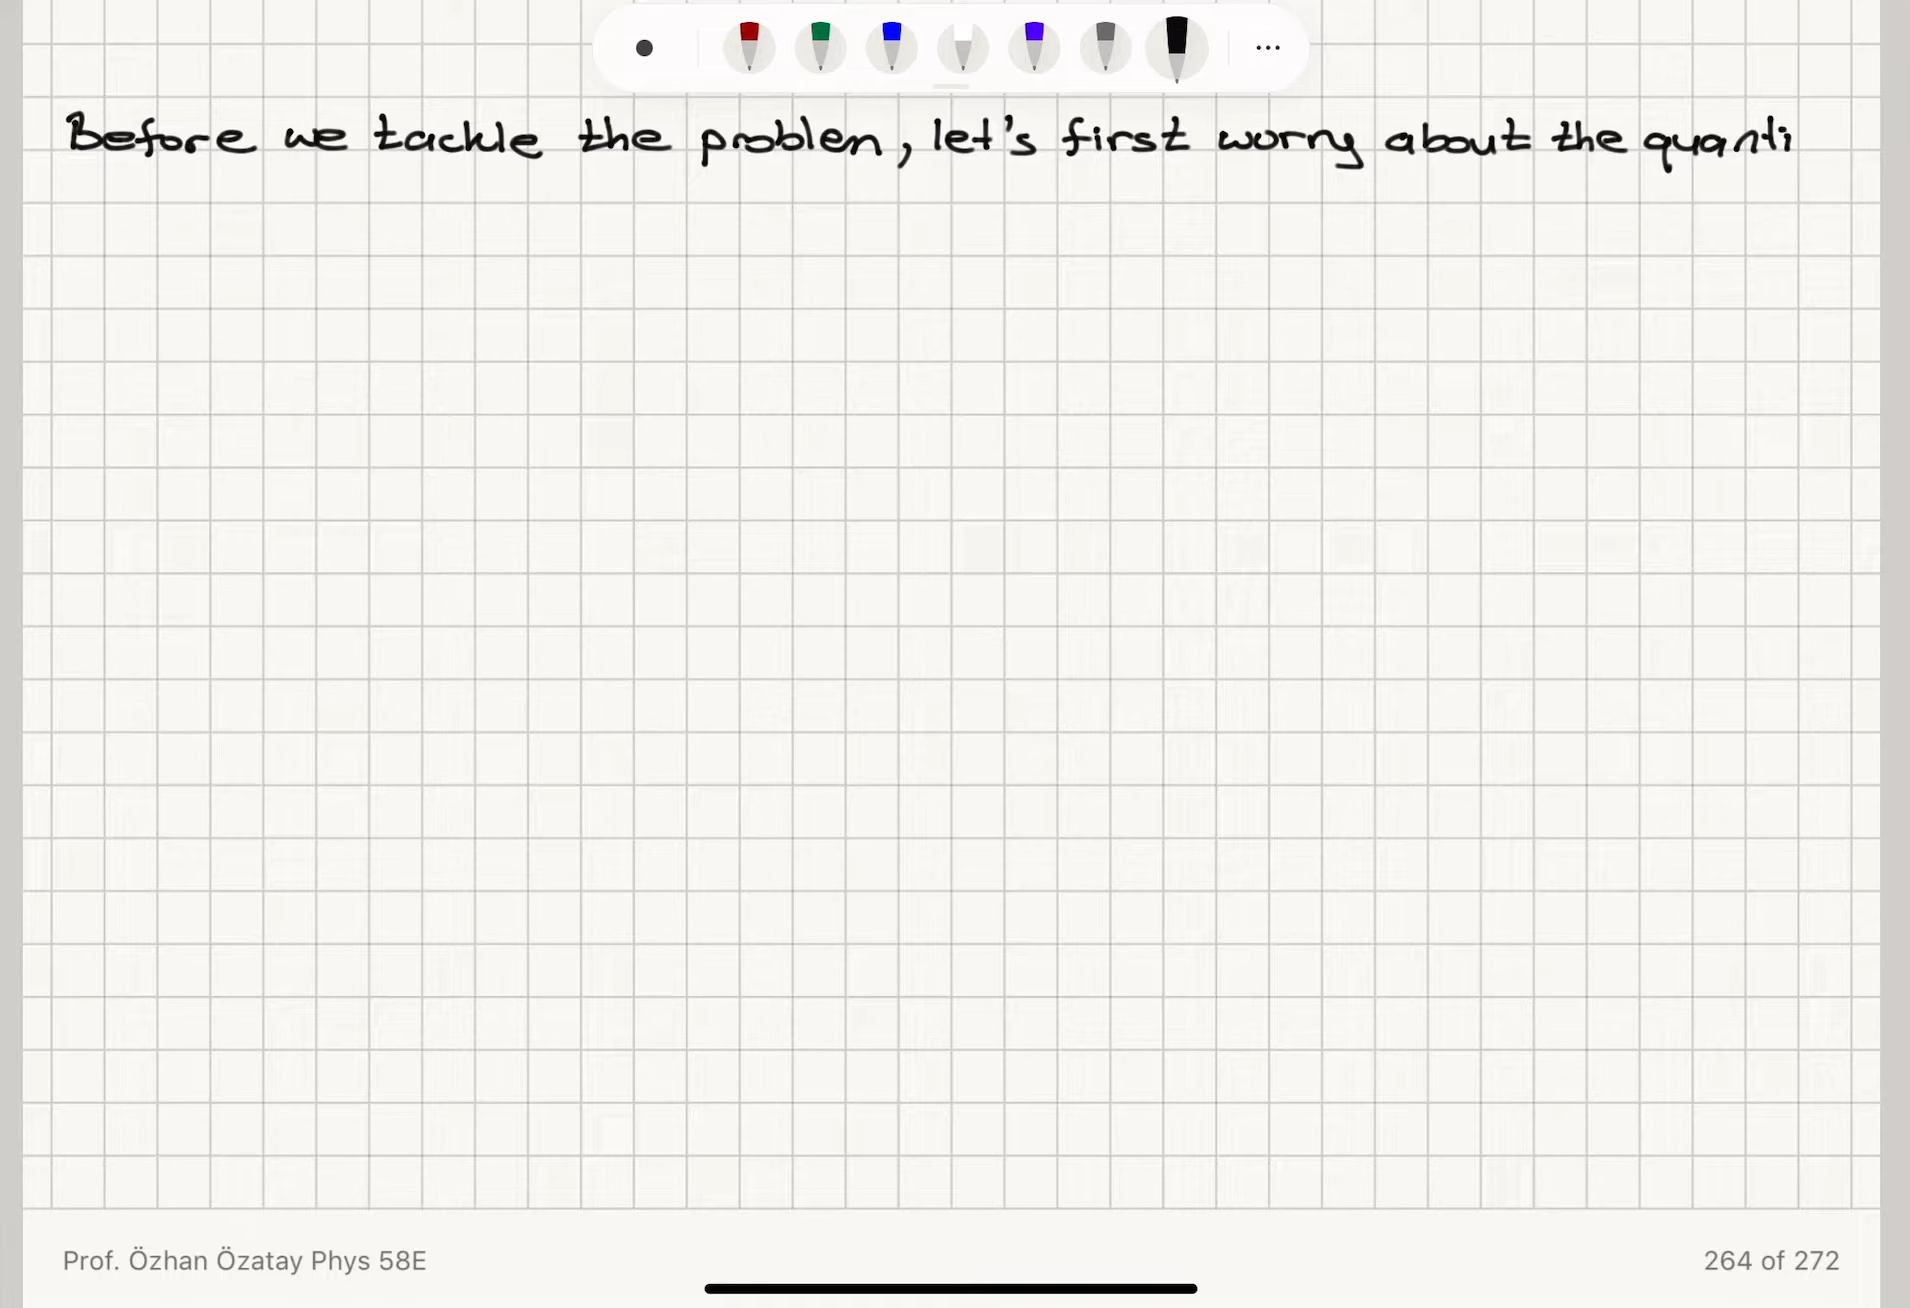 Before we tackle the problem, let's first worry about the quanti
Prof. Özhan Özatay Phys 58E
264 of 272